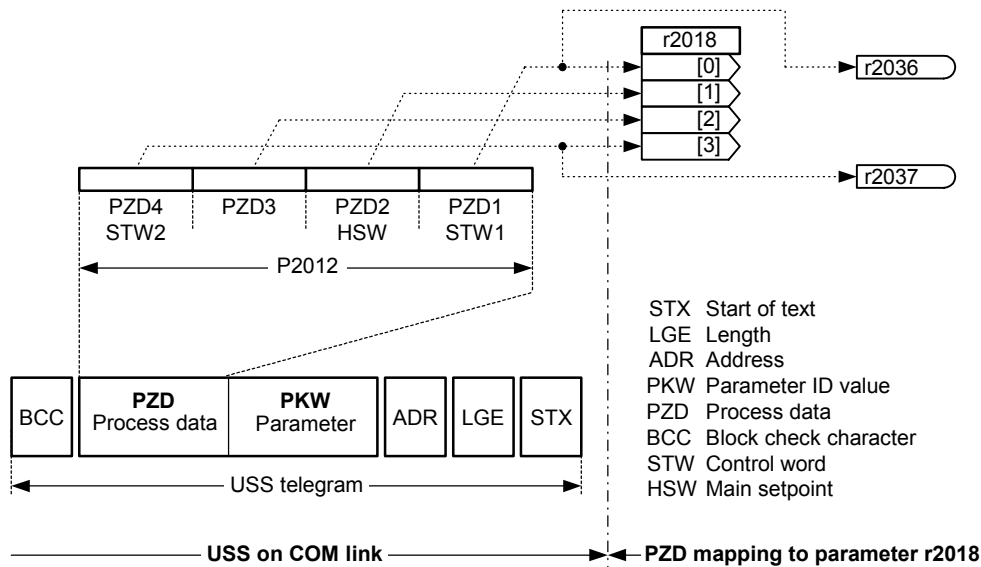 r2018
[0]
[1]
[2]
[3]
r2036
r2037
PZD4 PZD3 PZD2 PZD1
STW2 HSW STW1
P2012
STX Start of text
LGE Length
ADR Address
PKW Parameter ID value
PZD Process data
BCC Block check character
STW Control word
HSW Main setpoint
BCC PZD Process data PKW Parameter ADR LGE STX
USS telegram
USS on COM link PZD mapping to parameter r2018